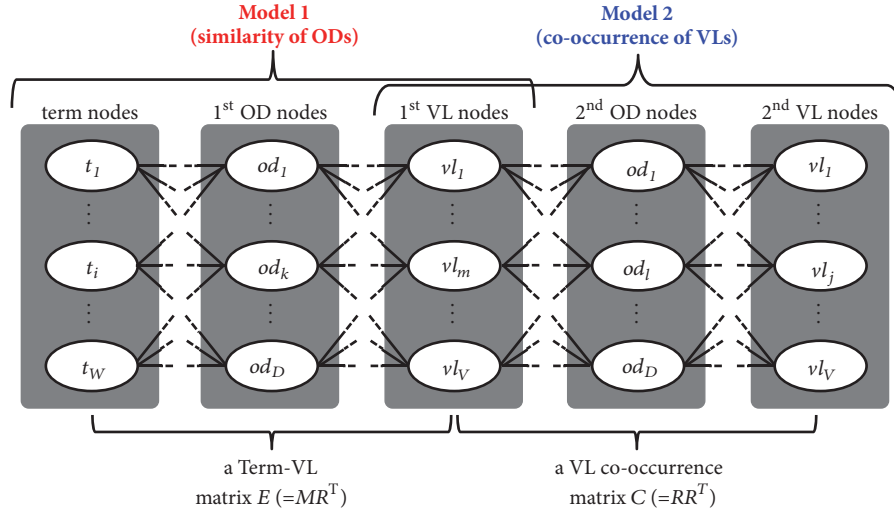 Model 1
(similarity of ODs)
Model 2
(co-occurrence of VLs)
term nodes
1st OD nodes
1st VL nodes
2nd OD nodes
2nd VL nodes
t1 od1 vl1 od1 vl1
⋮ ⋮ ⋮ ⋮ ⋮
ti odk vlm odl vlj
⋮ ⋮ ⋮ ⋮ ⋮
tW odD vlV odD vlV
a Term-VL
matrix E (=MR^T)
a VL co-occurrence
matrix C (=RR^T)